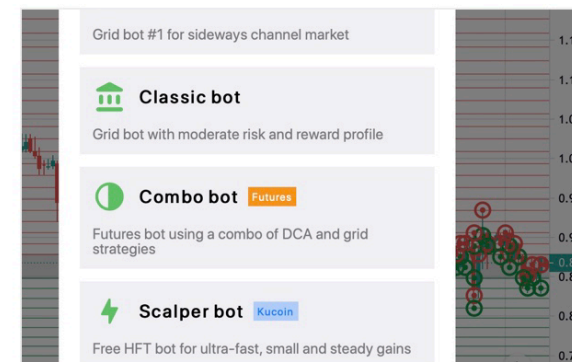 Grid bot #1 for sideways channel market
Classic bot
Grid bot with moderate risk and reward profile
Combo bot Futures
Futures bot using a combo of DCA and grid
strategies
Scalper bot Kucoin
Free HFT bot for ultra-fast, small and steady gains